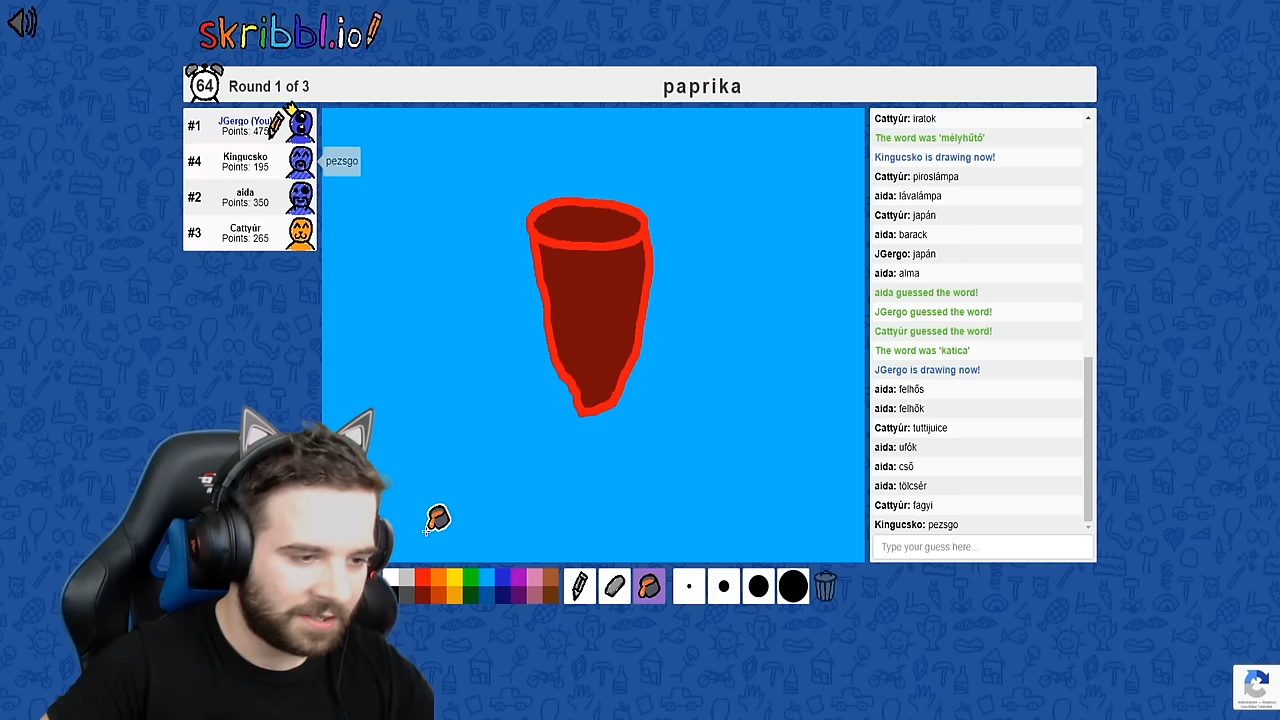 skribbl.io
64
Round 1 of 3
paprika
#1
JGergo (You)
Points: 475
#4
Kingucsko
Points: 195
pezsgo
#2
aida
Points: 350
#3
Cattyúr
Points: 265
Cattyúr: iratok
The word was 'mélyhűtő'
Kingucsko is drawing now!
Cattyúr: piroslámpa
aida: lávalámpa
Cattyúr: japán
aida: barack
JGergo: japán
aida: alma
aida guessed the word!
JGergo guessed the word!
Cattyúr guessed the word!
The word was 'katica'
JGergo is drawing now!
aida: felhős
aida: felhők
Cattyúr: tuttijuice
aida: ufók
aida: cső
aida: tölcsér
Cattyúr: fagyi
Kingucsko: pezsgo
Type your guess here...